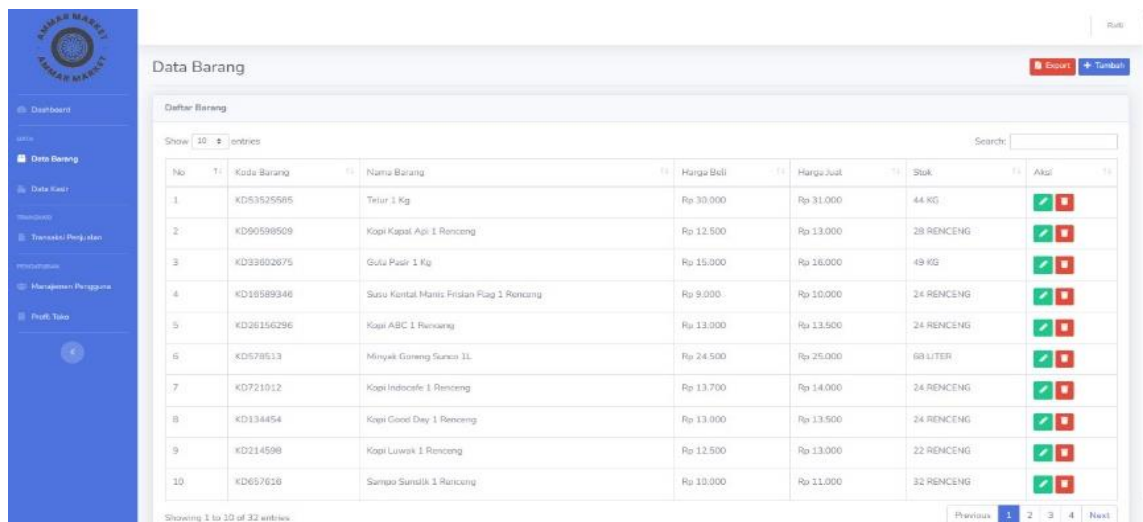 AMMAR MARKET
AMMAR MARKET
Dashboard
DATA
Data Barang
Data Kasir
TRANSAKSI
Transaksi Penjualan
PENGATURAN
Manajemen Pengguna
Profil Toko
Data Barang
Export + Tambah
Daftar Barang
Show 10 entries Search:
No Kode Barang Nama Barang Harga Beli Harga Jual Stok Aksi
1 KD53525585 Telur 1 Kg Rp 30.000 Rp 31.000 44 KG
2 KD90598509 Kopi Kapal Api 1 Renceng Rp 12.500 Rp 13.000 28 RENCENG
3 KD33602675 Gula Pasir 1 Kg Rp 15.000 Rp 16.000 49 KG
4 KD16589346 Susu Kental Manis Frisian Flag 1 Renceng Rp 9.000 Rp 10.000 24 RENCENG
5 KD26156296 Kopi ABC 1 Renceng Rp 13.000 Rp 13.500 24 RENCENG
6 KD578513 Minyak Goreng Sunco 1L Rp 24.500 Rp 25.000 68 LITER
7 KD721012 Kopi Indocafe 1 Renceng Rp 13.700 Rp 14.000 24 RENCENG
8 KD134454 Kopi Good Day 1 Renceng Rp 13.000 Rp 13.500 24 RENCENG
9 KD214598 Kopi Luwak 1 Renceng Rp 12.500 Rp 13.000 22 RENCENG
10 KD657616 Sampo Sunsilk 1 Renceng Rp 10.000 Rp 11.000 32 RENCENG
Showing 1 to 10 of 32 entries Previous 1 2 3 4 Next